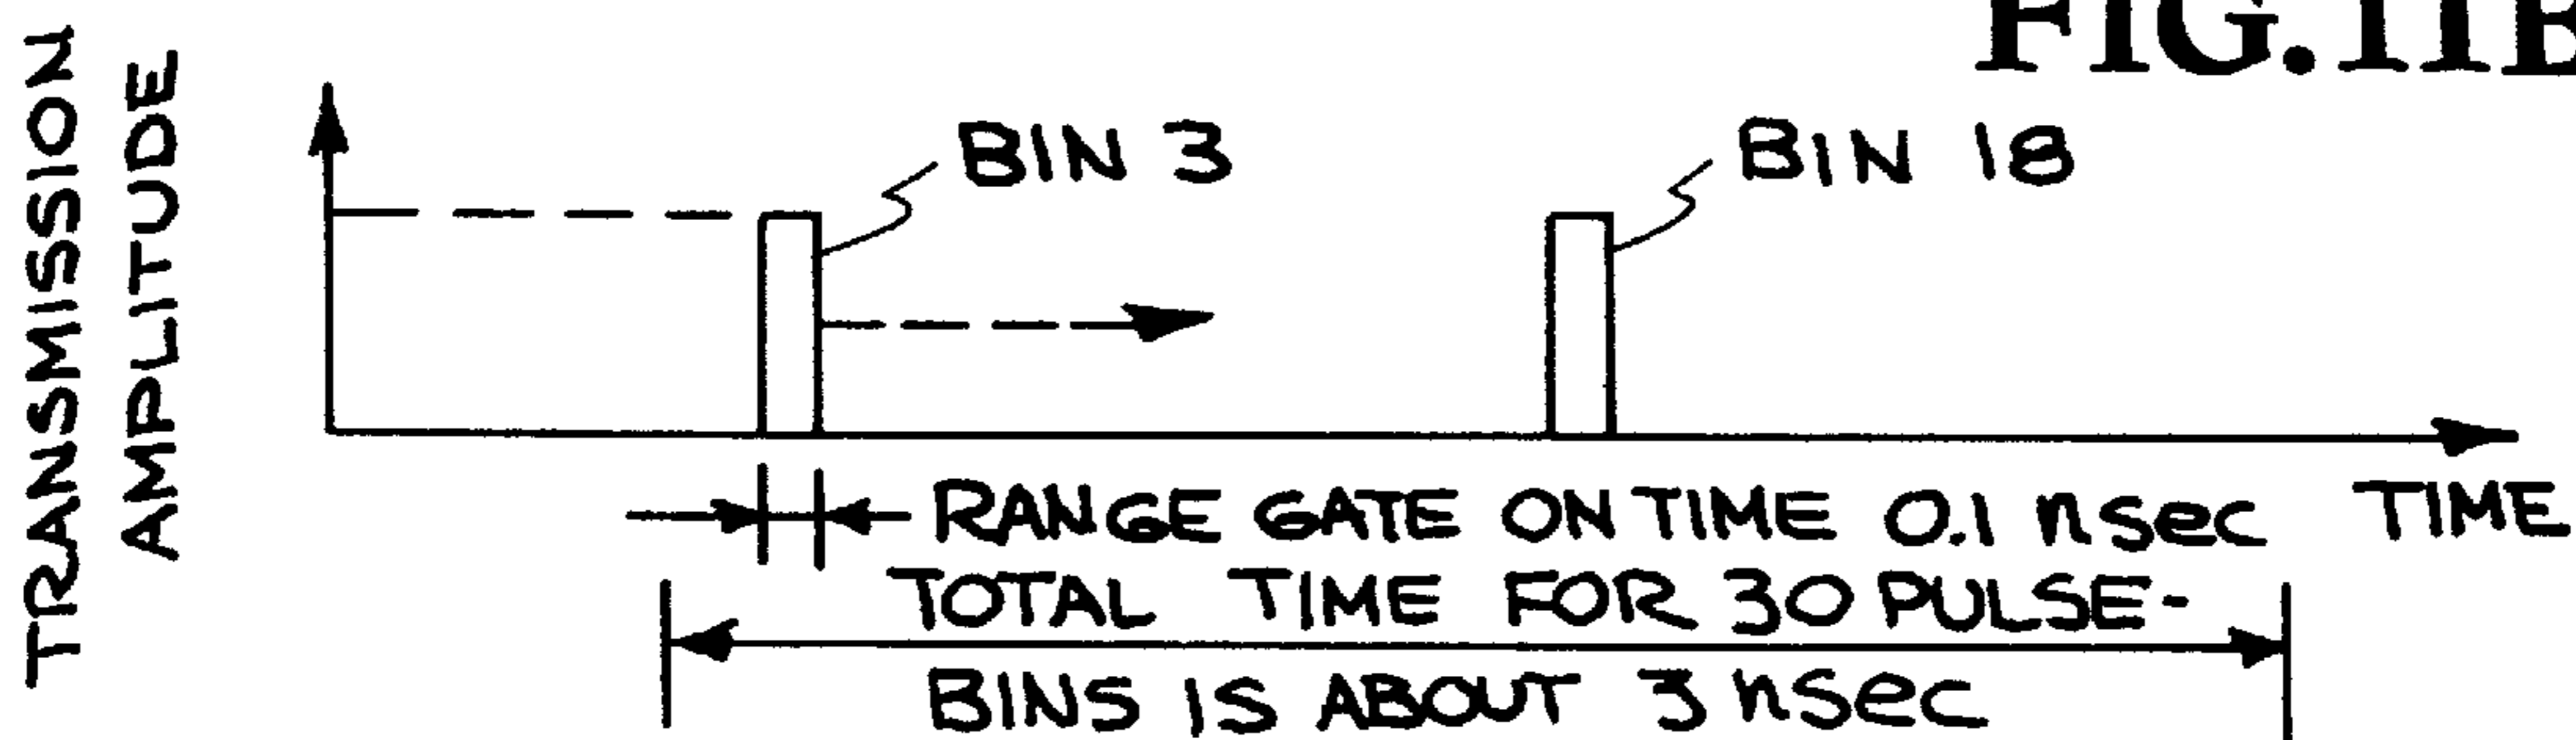 FIG. 11B
TRANSMISSION
AMPLITUDE
BIN 3
BIN 18
RANGE GATE ON TIME 0.1 nsec
TIME
TOTAL TIME FOR 30 PULSE-
BINS IS ABOUT 3 nsec